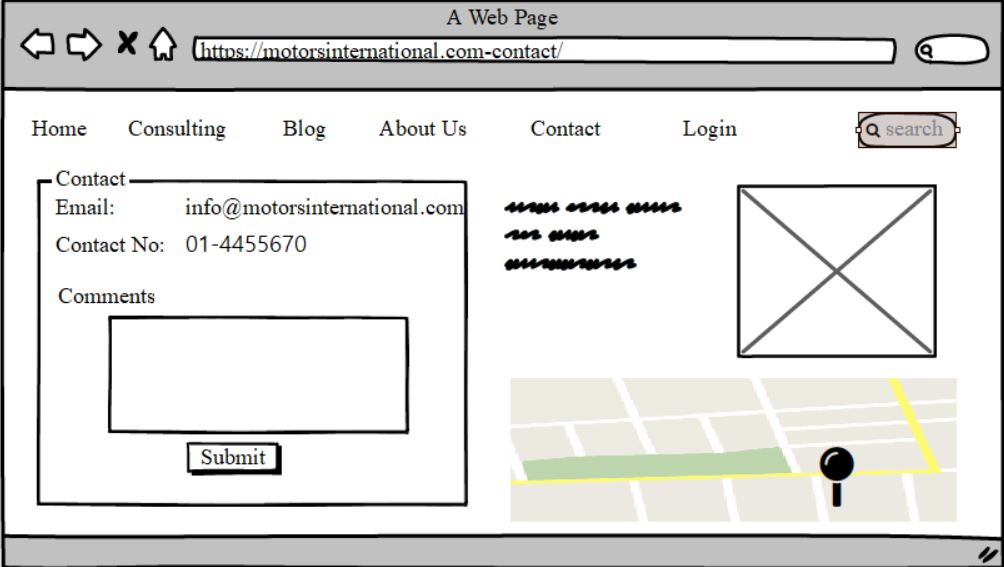 A Web Page
https://motorsinternational.com-contact/
Home Consulting Blog About Us Contact Login search
Contact
Email: info@motorsinternational.com
Contact No: 01-4455670
Comments
Submit